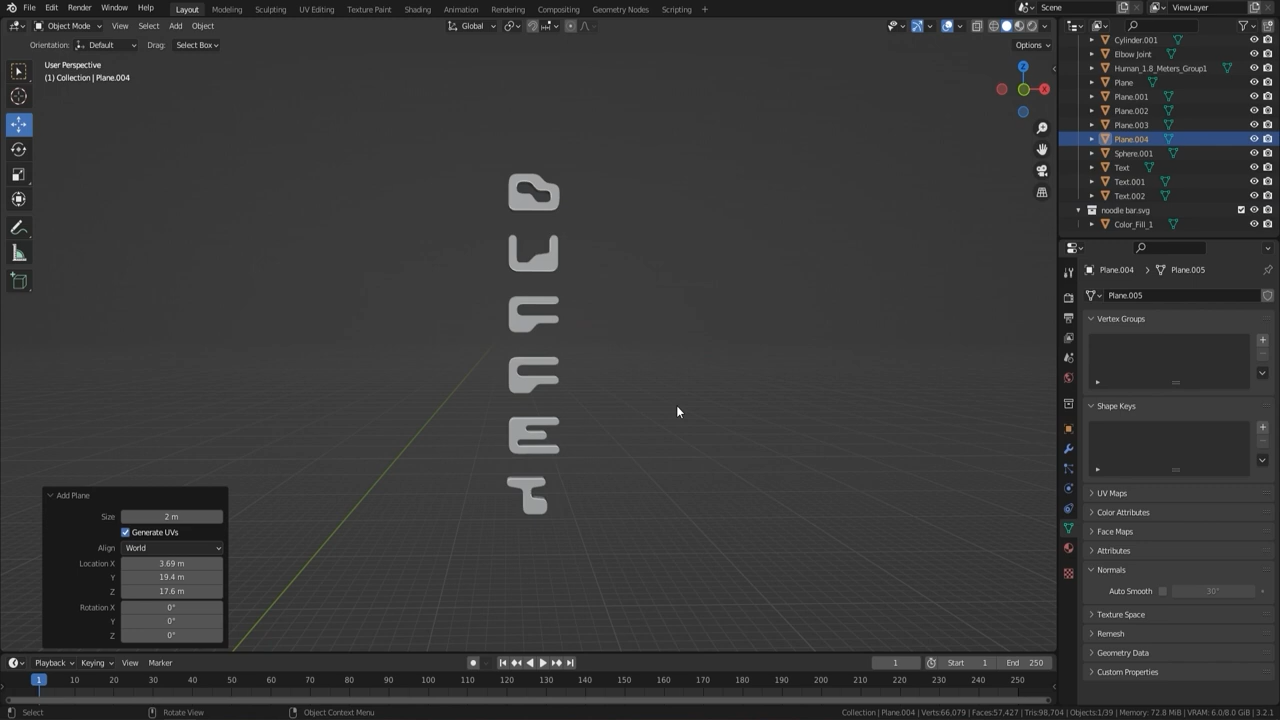 File Edit Render Window Help Layout Modeling Sculpting UV Editing Texture Paint Shading Animation Rendering Compositing Geometry Nodes Scripting + Scene ViewLayer
Object Mode View Select Add Object Global Options
Orientation: Default Drag: Select Box
User Perspective
(1) Collection | Plane.004
Z
X
B
U
F
F
E
T
Add Plane
Size 2 m
Generate UVs
Align World
Location X 3.69 m
Y 19.4 m
Z 17.6 m
Rotation X 0°
Y 0°
Z 0°
Cylinder.001
Elbow Joint
Human_1.8_Meters_Group1
Plane
Plane.001
Plane.002
Plane.003
Plane.004
Sphere.001
Text
Text.001
Text.002
noodle bar.svg
Color_Fill_1
Plane.004 > Plane.005
Plane.005
Vertex Groups
Shape Keys
UV Maps
Color Attributes
Face Maps
Attributes
Normals
Auto Smooth 30°
Texture Space
Remesh
Geometry Data
Custom Properties
Playback Keying View Marker 1 Start 1 End 250
1 10 20 30 40 50 60 70 80 90 100 110 120 130 140 150 160 170 180 190 200 210 220 230 240 250
Select Rotate View Object Context Menu Collection | Plane.004 | Verts:66,079 | Faces:57,427 | Tris:98,704 | Objects:1/39 | Memory: 72.8 MiB | VRAM: 6.0/8.0 GiB | 3.2.1